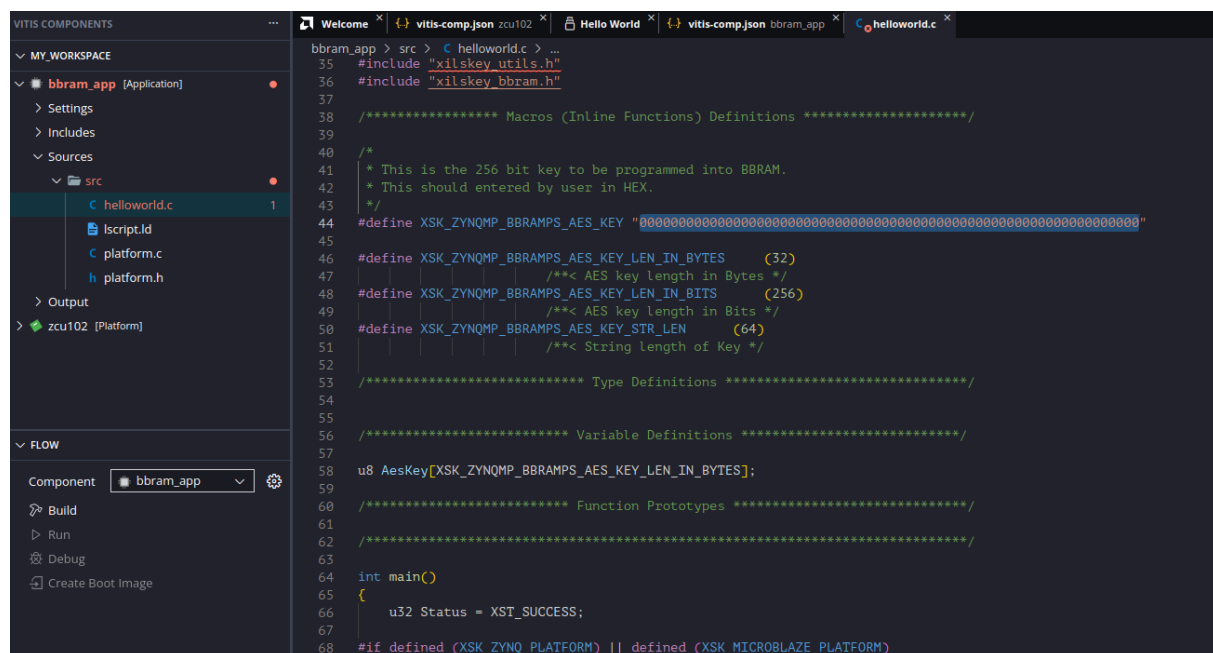 VITIS COMPONENTS ...
MY_WORKSPACE
bbram_app [Application]
Settings
Includes
Sources
src
C helloworld.c 1
lscript.ld
C platform.c
h platform.h
Output
zcu102 [Platform]
FLOW
Component bbram_app
Build
Run
Debug
Create Boot Image
Welcome × {..} vitis-comp.json zcu102 × Hello World × {..} vitis-comp.json bbram_app × C helloworld.c ×
bbram_app > src > C helloworld.c > ...
35 #include "xilskey_utils.h"
36 #include "xilskey_bbram.h"
37
38 /***************** Macros (Inline Functions) Definitions *********************/
39
40 /*
41 * This is the 256 bit key to be programmed into BBRAM.
42 * This should entered by user in HEX.
43 */
44 #define XSK_ZYNQMP_BBRAMPS_AES_KEY "0000000000000000000000000000000000000000000000000000000000000000"
45
46 #define XSK_ZYNQMP_BBRAMPS_AES_KEY_LEN_IN_BYTES (32)
47 /**< AES key length in Bytes */
48 #define XSK_ZYNQMP_BBRAMPS_AES_KEY_LEN_IN_BITS (256)
49 /**< AES key length in Bits */
50 #define XSK_ZYNQMP_BBRAMPS_AES_KEY_STR_LEN (64)
51 /**< String length of Key */
52
53 /**************************** Type Definitions *******************************/
54
55
56 /************************** Variable Definitions ****************************/
57
58 u8 AesKey[XSK_ZYNQMP_BBRAMPS_AES_KEY_LEN_IN_BYTES];
59
60 /************************** Function Prototypes ******************************/
61
62 /*****************************************************************************/
63
64 int main()
65 {
66 u32 Status = XST_SUCCESS;
67
68 #if defined (XSK_ZYNQ_PLATFORM) || defined (XSK_MICROBLAZE_PLATFORM)